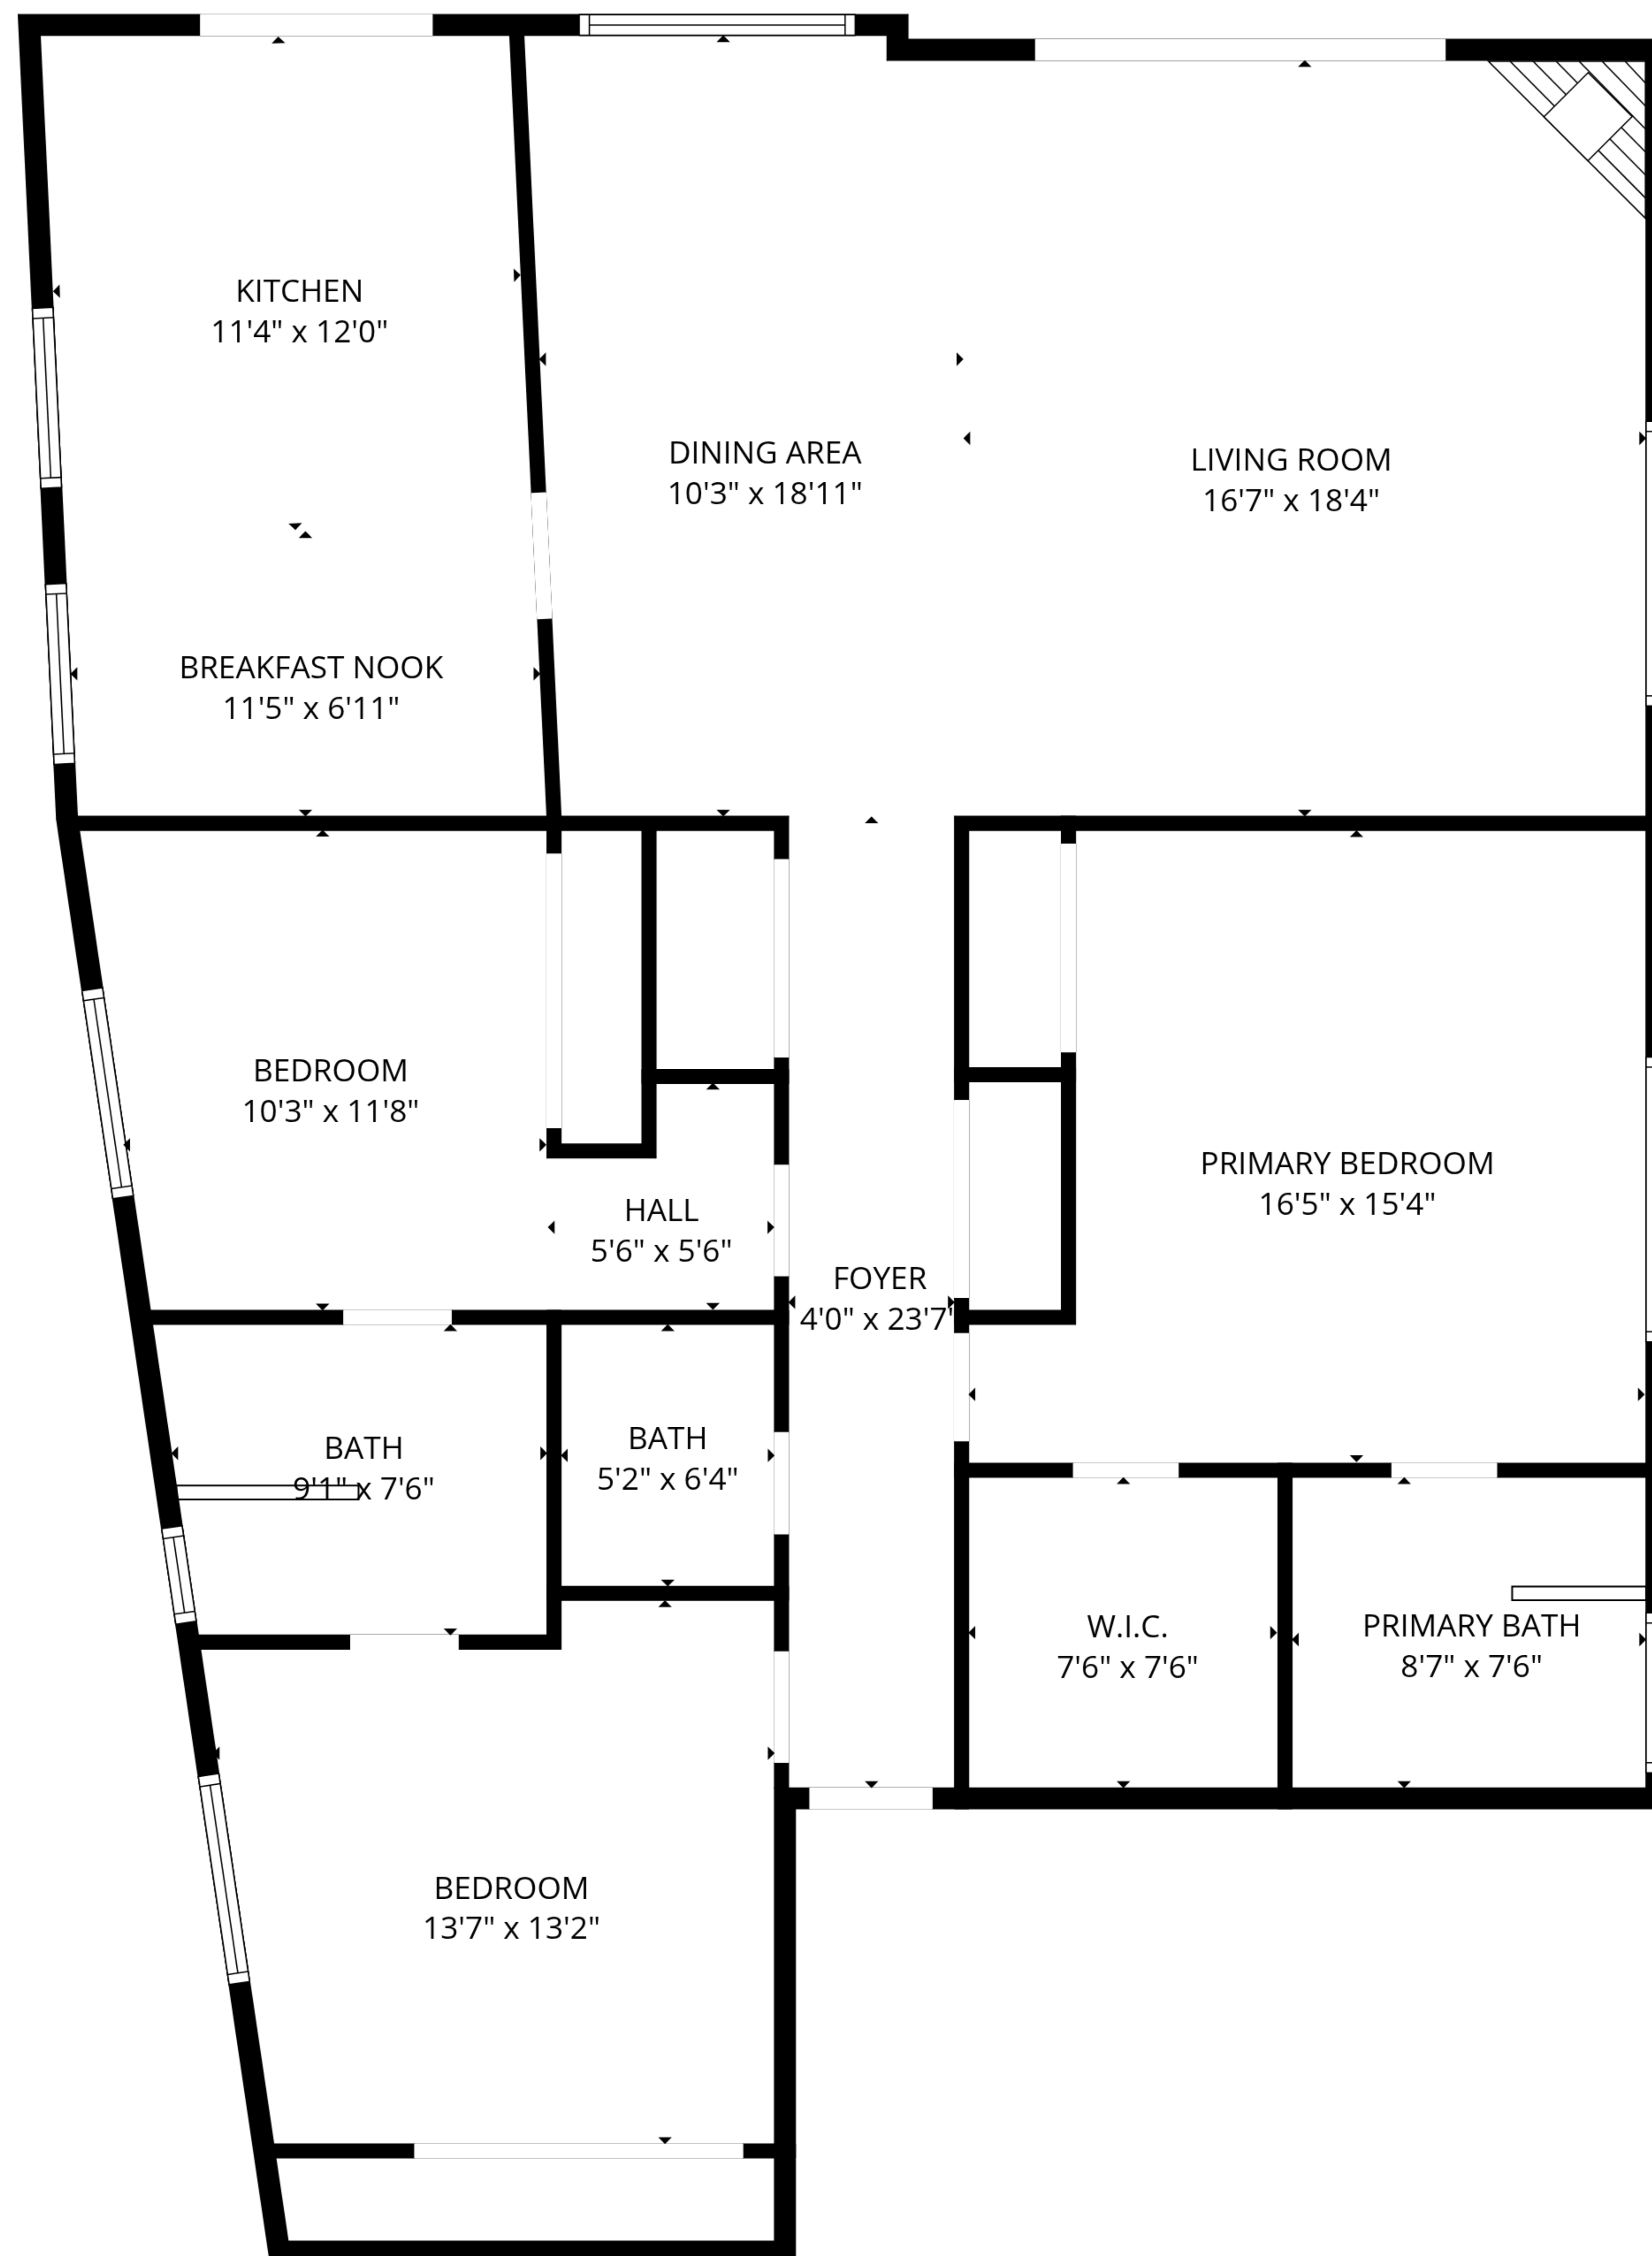 KITCHEN
11'4" x 12'0"
DINING AREA
10'3" x 18'11"
LIVING ROOM
16'7" x 18'4"
BREAKFAST NOOK
11'5" x 6'11"
BEDROOM
10'3" x 11'8"
HALL
5'6" x 5'6"
FOYER
4'0" x 23'7"
PRIMARY BEDROOM
16'5" x 15'4"
BATH
9'1" x 7'6"
BATH
5'2" x 6'4"
W.I.C.
7'6" x 7'6"
PRIMARY BATH
8'7" x 7'6"
BEDROOM
13'7" x 13'2"